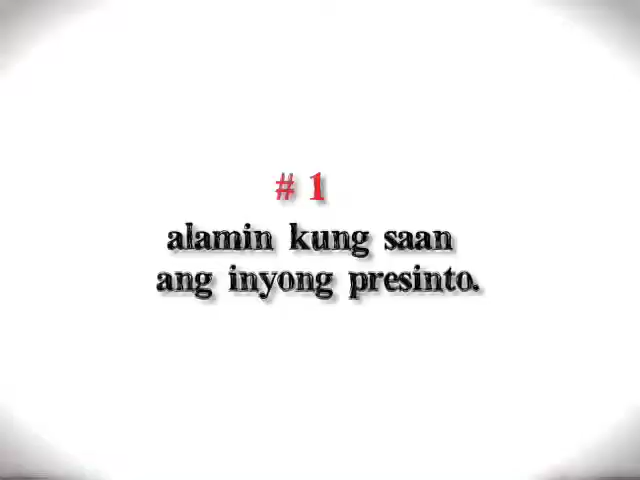 # 1
alamin kung saan
ang inyong presinto.